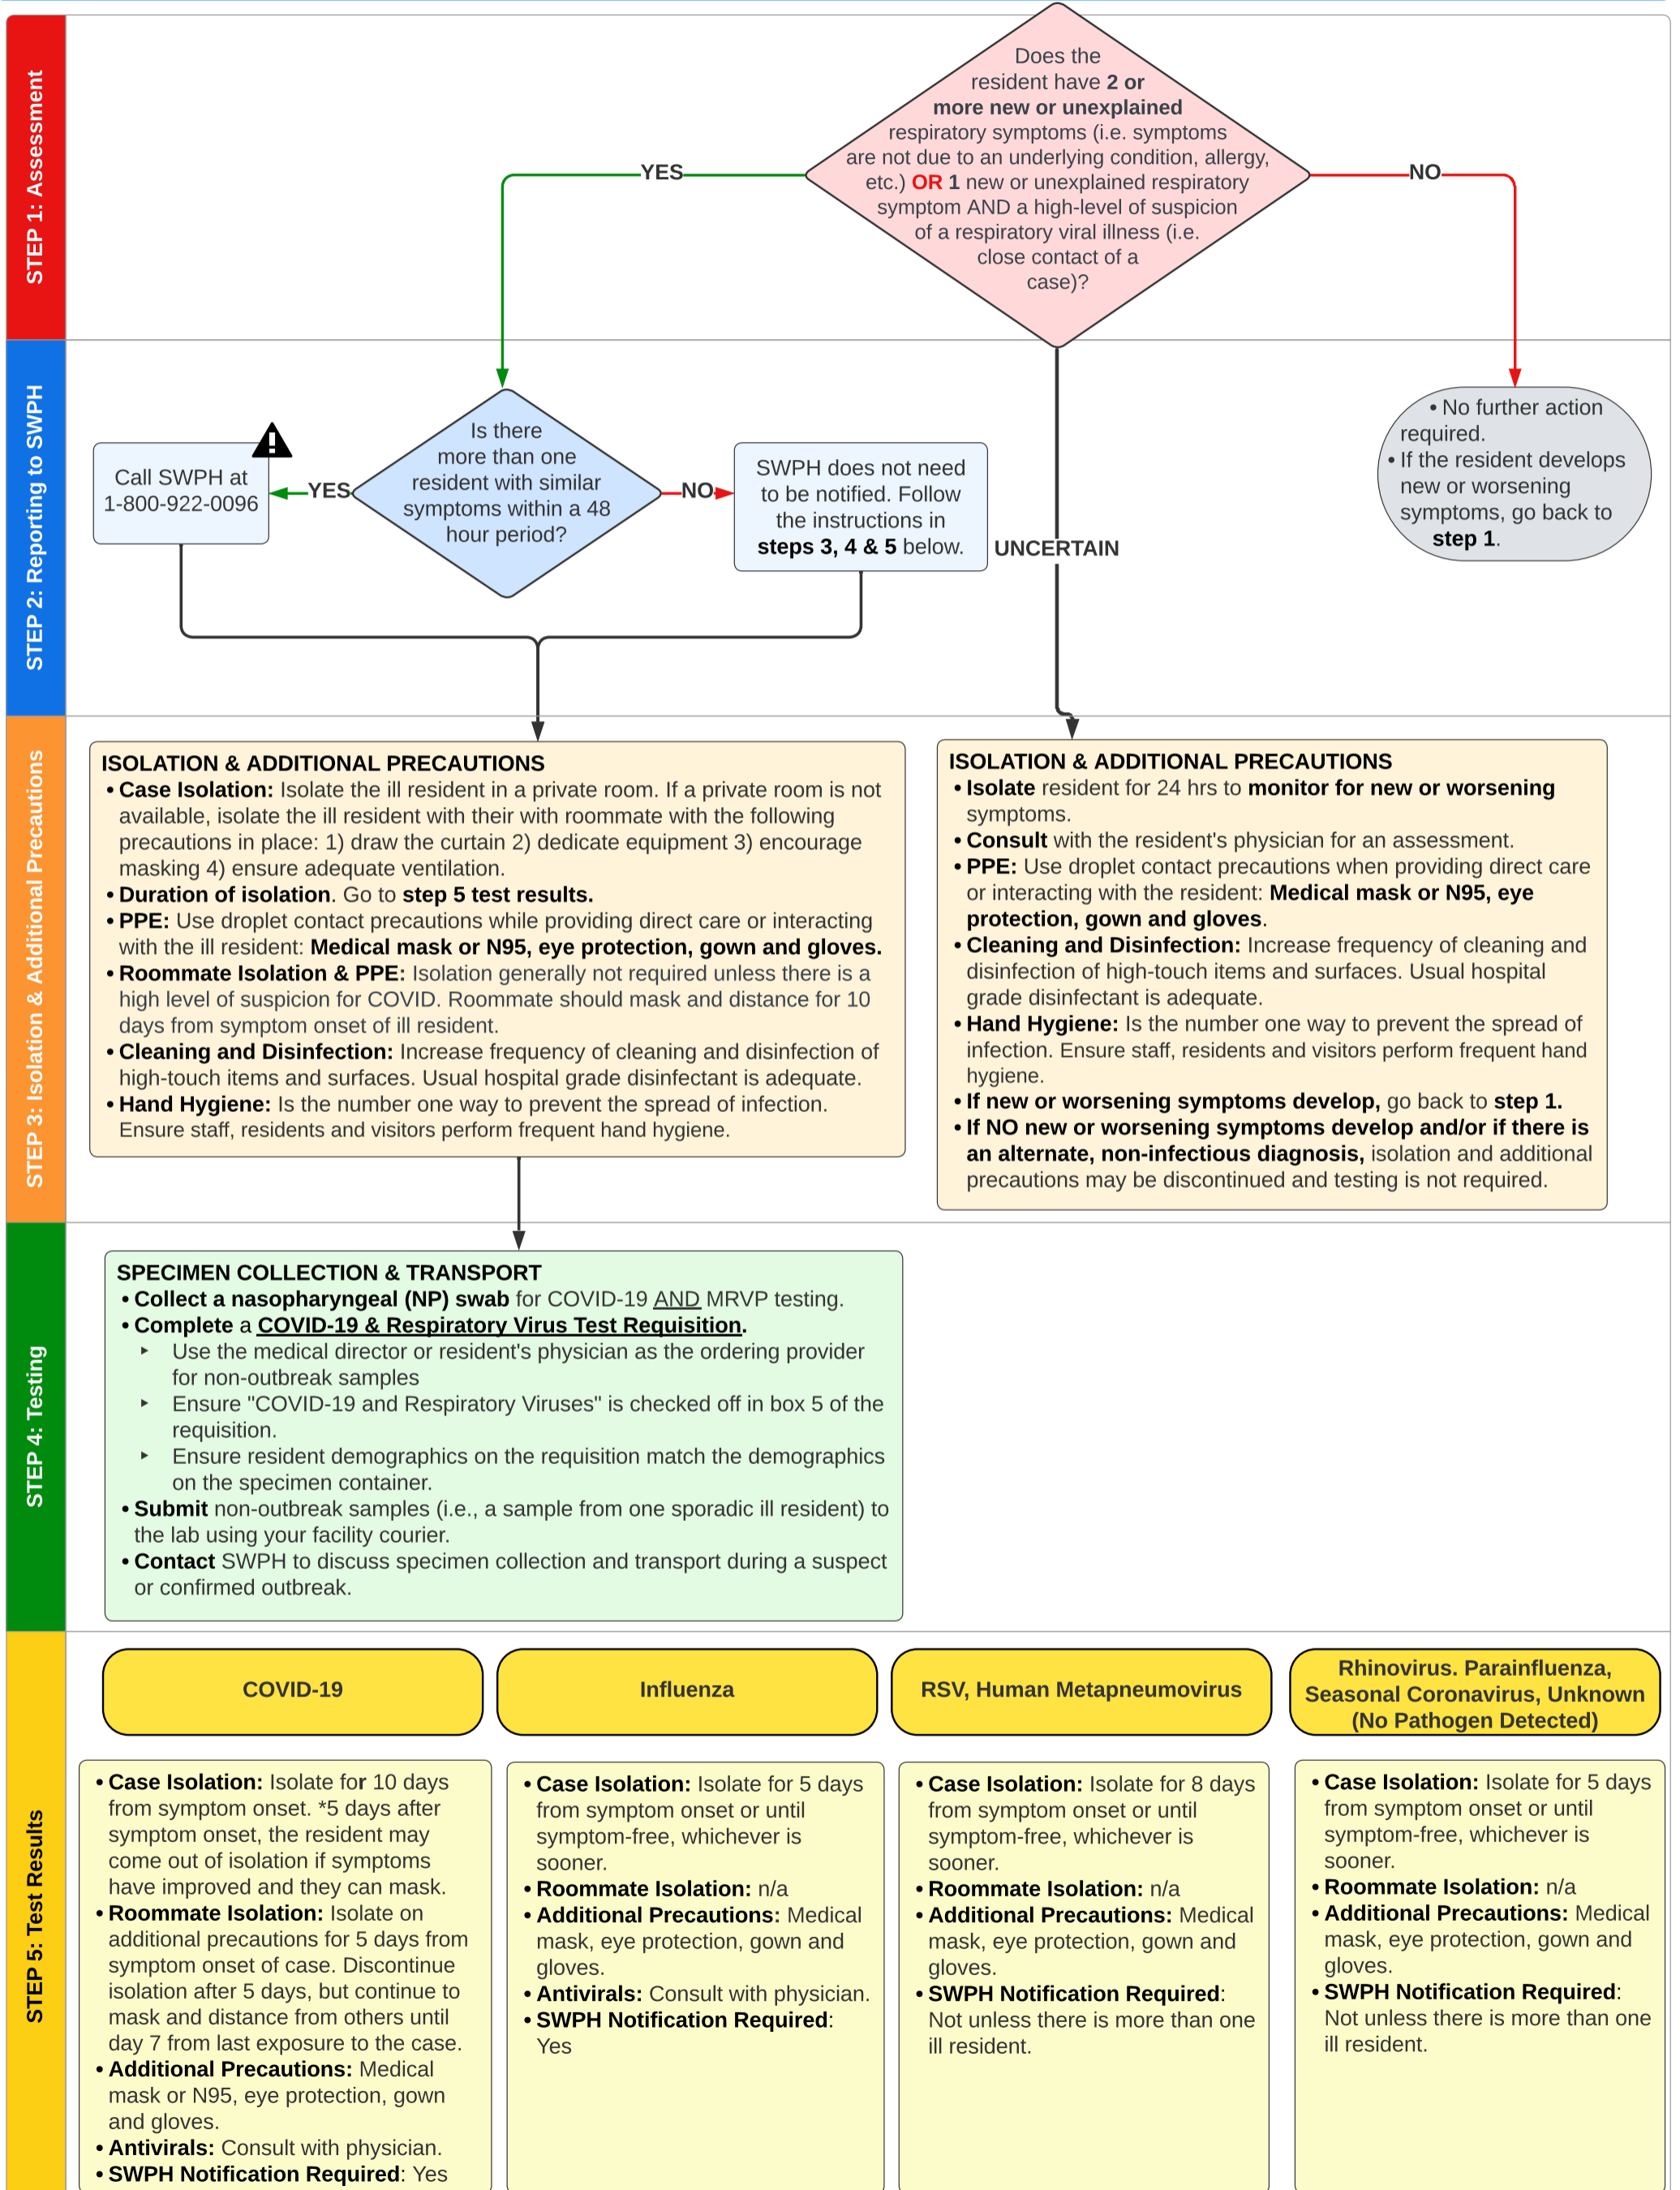 STEP 1: Assessment
Does the
resident have 2 or
more new or unexplained
respiratory symptoms (i.e. symptoms
are not due to an underlying condition, allergy,
etc.) OR 1 new or unexplained respiratory
symptom AND a high-level of suspicion
of a respiratory viral illness (i.e.
close contact of a
case)?
YES
NO
STEP 2: Reporting to SWPH
Call SWPH at
1-800-922-0096
YES
Is there
more than one
resident with similar
symptoms within a 48
hour period?
NO
SWPH does not need
to be notified. Follow
the instructions in
steps 3, 4 & 5 below.
UNCERTAIN
• No further action
required.
• If the resident develops
new or worsening
symptoms, go back to
step 1.
STEP 3: Isolation & Additional Precautions
ISOLATION & ADDITIONAL PRECAUTIONS
• Case Isolation: Isolate the ill resident in a private room. If a private room is not
available, isolate the ill resident with their with roommate with the following
precautions in place: 1) draw the curtain 2) dedicate equipment 3) encourage
masking 4) ensure adequate ventilation.
• Duration of isolation. Go to step 5 test results.
• PPE: Use droplet contact precautions while providing direct care or interacting
with the ill resident: Medical mask or N95, eye protection, gown and gloves.
• Roommate Isolation & PPE: Isolation generally not required unless there is a
high level of suspicion for COVID. Roommate should mask and distance for 10
days from symptom onset of ill resident.
• Cleaning and Disinfection: Increase frequency of cleaning and disinfection of
high-touch items and surfaces. Usual hospital grade disinfectant is adequate.
• Hand Hygiene: Is the number one way to prevent the spread of infection.
Ensure staff, residents and visitors perform frequent hand hygiene.
ISOLATION & ADDITIONAL PRECAUTIONS
• Isolate resident for 24 hrs to monitor for new or worsening
symptoms.
• Consult with the resident's physician for an assessment.
• PPE: Use droplet contact precautions when providing direct care
or interacting with the resident: Medical mask or N95, eye
protection, gown and gloves.
• Cleaning and Disinfection: Increase frequency of cleaning and
disinfection of high-touch items and surfaces. Usual hospital
grade disinfectant is adequate.
• Hand Hygiene: Is the number one way to prevent the spread of
infection. Ensure staff, residents and visitors perform frequent hand
hygiene.
• If new or worsening symptoms develop, go back to step 1.
• If NO new or worsening symptoms develop and/or if there is
an alternate, non-infectious diagnosis, isolation and additional
precautions may be discontinued and testing is not required.
STEP 4: Testing
SPECIMEN COLLECTION & TRANSPORT
• Collect a nasopharyngeal (NP) swab for COVID-19 AND MRVP testing.
• Complete a COVID-19 & Respiratory Virus Test Requisition.
‣ Use the medical director or resident's physician as the ordering provider
for non-outbreak samples
‣ Ensure "COVID-19 and Respiratory Viruses" is checked off in box 5 of the
requisition.
‣ Ensure resident demographics on the requisition match the demographics
on the specimen container.
• Submit non-outbreak samples (i.e., a sample from one sporadic ill resident) to
the lab using your facility courier.
• Contact SWPH to discuss specimen collection and transport during a suspect
or confirmed outbreak.
STEP 5: Test Results
COVID-19
• Case Isolation: Isolate for 10 days
from symptom onset. *5 days after
symptom onset, the resident may
come out of isolation if symptoms
have improved and they can mask.
• Roommate Isolation: Isolate on
additional precautions for 5 days from
symptom onset of case. Discontinue
isolation after 5 days, but continue to
mask and distance from others until
day 7 from last exposure to the case.
• Additional Precautions: Medical
mask or N95, eye protection, gown
and gloves.
• Antivirals: Consult with physician.
• SWPH Notification Required: Yes
Influenza
• Case Isolation: Isolate for 5 days
from symptom onset or until
symptom-free, whichever is
sooner.
• Roommate Isolation: n/a
• Additional Precautions: Medical
mask, eye protection, gown and
gloves.
• Antivirals: Consult with physician.
• SWPH Notification Required:
Yes
RSV, Human Metapneumovirus
• Case Isolation: Isolate for 8 days
from symptom onset or until
symptom-free, whichever is
sooner.
• Roommate Isolation: n/a
• Additional Precautions: Medical
mask, eye protection, gown and
gloves.
• SWPH Notification Required:
Not unless there is more than one
ill resident.
Rhinovirus. Parainfluenza,
Seasonal Coronavirus, Unknown
(No Pathogen Detected)
• Case Isolation: Isolate for 5 days
from symptom onset or until
symptom-free, whichever is
sooner.
• Roommate Isolation: n/a
• Additional Precautions: Medical
mask, eye protection, gown and
gloves.
• SWPH Notification Required:
Not unless there is more than one
ill resident.